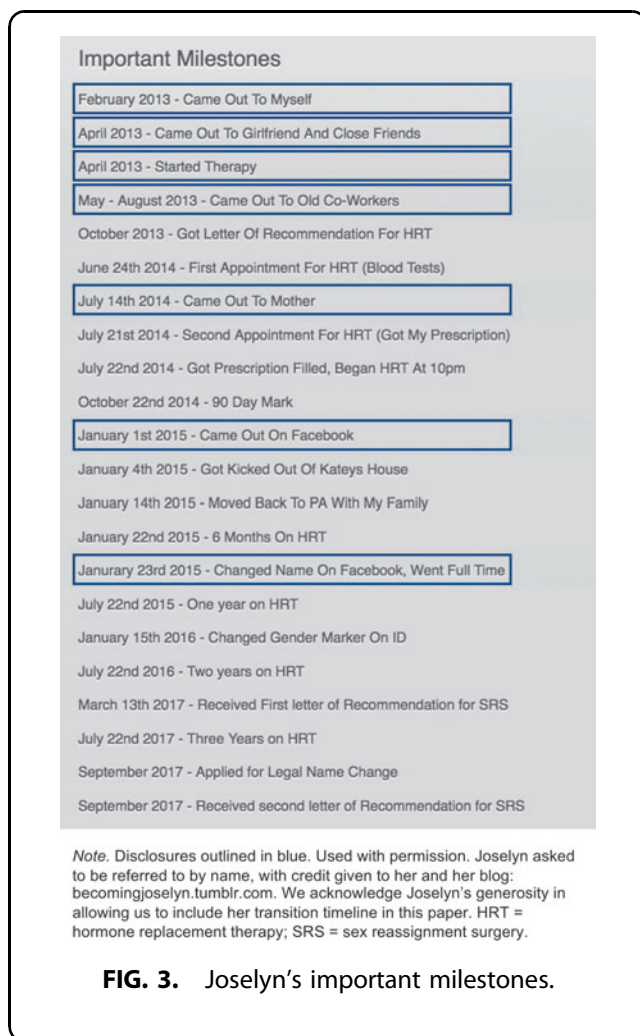 Important Milestones
February 2013 - Came Out To Myself
April 2013 - Came Out To Girlfriend And Close Friends
April 2013 - Started Therapy
May - August 2013 - Came Out To Old Co-Workers
October 2013 - Got Letter Of Recommendation For HRT
June 24th 2014 - First Appointment For HRT (Blood Tests)
July 14th 2014 - Came Out To Mother
July 21st 2014 - Second Appointment For HRT (Got My Prescription)
July 22nd 2014 - Got Prescription Filled, Began HRT At 10pm
October 22nd 2014 - 90 Day Mark
January 1st 2015 - Came Out On Facebook
January 4th 2015 - Got Kicked Out Of Kateys House
January 14th 2015 - Moved Back To PA With My Family
January 22nd 2015 - 6 Months On HRT
Janurary 23rd 2015 - Changed Name On Facebook, Went Full Time
July 22nd 2015 - One year on HRT
January 15th 2016 - Changed Gender Marker On ID
July 22nd 2016 - Two years on HRT
March 13th 2017 - Received First letter of Recommendation for SRS
July 22nd 2017 - Three Years on HRT
September 2017 - Applied for Legal Name Change
September 2017 - Received second letter of Recommendation for SRS
Note. Disclosures outlined in blue. Used with permission. Joselyn asked
to be referred to by name, with credit given to her and her blog:
becomingjoselyn.tumblr.com. We acknowledge Joselyn's generosity in
allowing us to include her transition timeline in this paper. HRT =
hormone replacement therapy; SRS = sex reassignment surgery.
FIG. 3. Joselyn's important milestones.